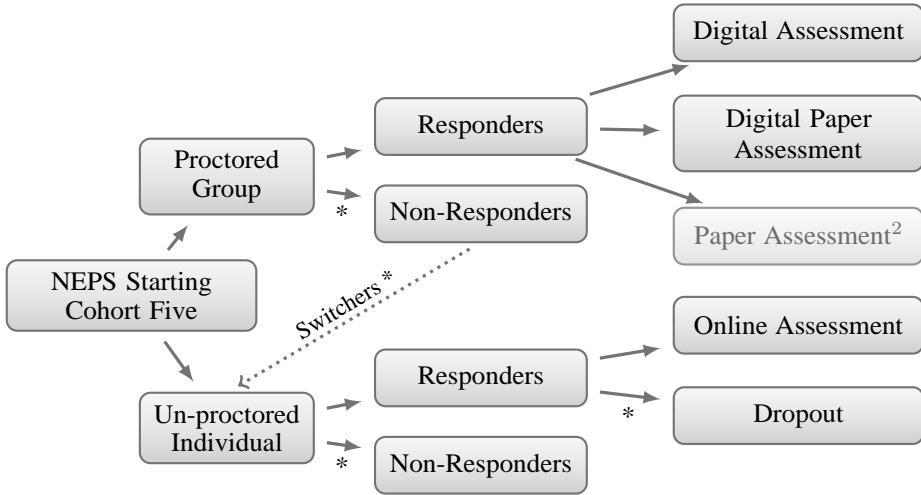 Digital Assessment
Responders
Digital Paper
Assessment
Proctored
Group
*
Non-Responders
Paper Assessment²
NEPS Starting
Cohort Five
Switchers *
Online Assessment
Responders
*
Dropout
Un-proctored
Individual
*
Non-Responders